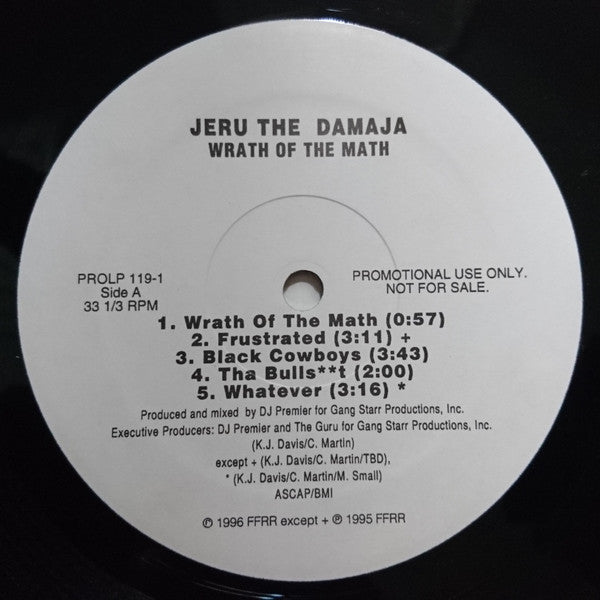 JERU THE DAMAJA
WRATH OF THE MATH
PROLP 119-1
Side A
33 1/3 RPM
PROMOTIONAL USE ONLY.
NOT FOR SALE.
1. Wrath Of The Math (0:57)
2. Frustrated (3:11) +
3. Black Cowboys (3:43)
4. Tha Bulls**t (2:00)
5. Whatever (3:16) *
Produced and mixed by DJ Premier for Gang Starr Productions, Inc.
Executive Producers: DJ Premier and The Guru for Gang Starr Productions, Inc.
(K.J. Davis/C. Martin)
except + (K.J. Davis/C. Martin/TBD),
* (K.J. Davis/C. Martin/M. Small)
ASCAP/BMI
℗ 1996 FFRR except + ℗ 1995 FFRR